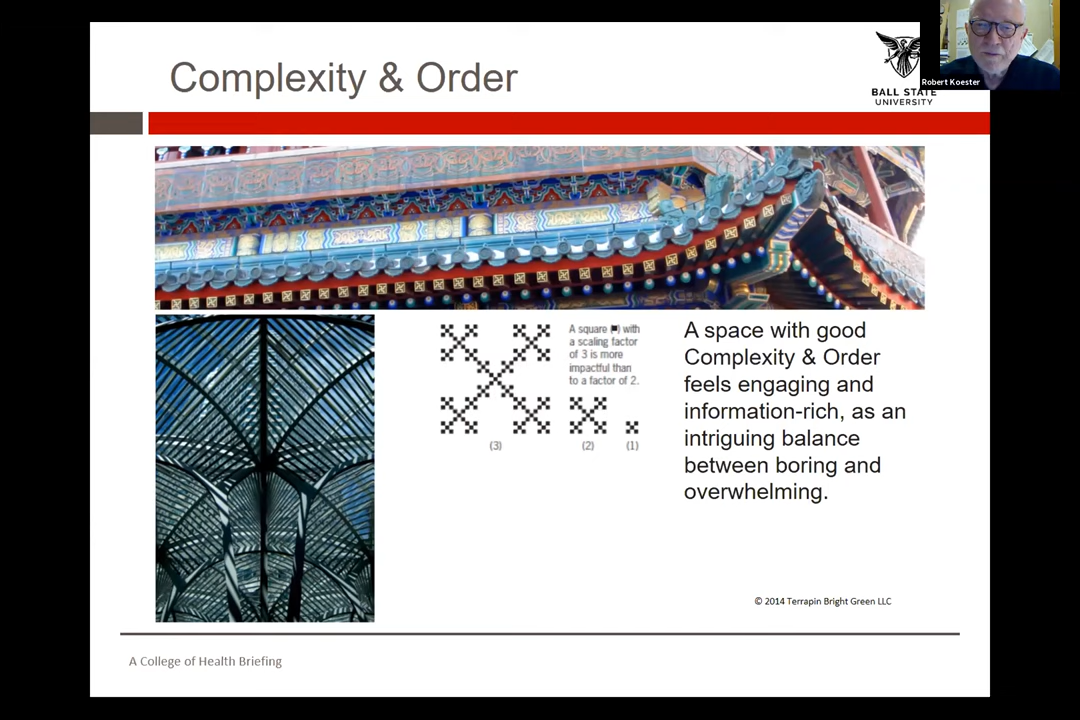 Complexity & Order
BALL STATE
UNIVERSITY
Robert Koester
A square (■) with
a scaling factor
of 3 is more
impactful than
to a factor of 2.
(3)
(2)
(1)
A space with good
Complexity & Order
feels engaging and
information-rich, as an
intriguing balance
between boring and
overwhelming.
© 2014 Terrapin Bright Green LLC
A College of Health Briefing